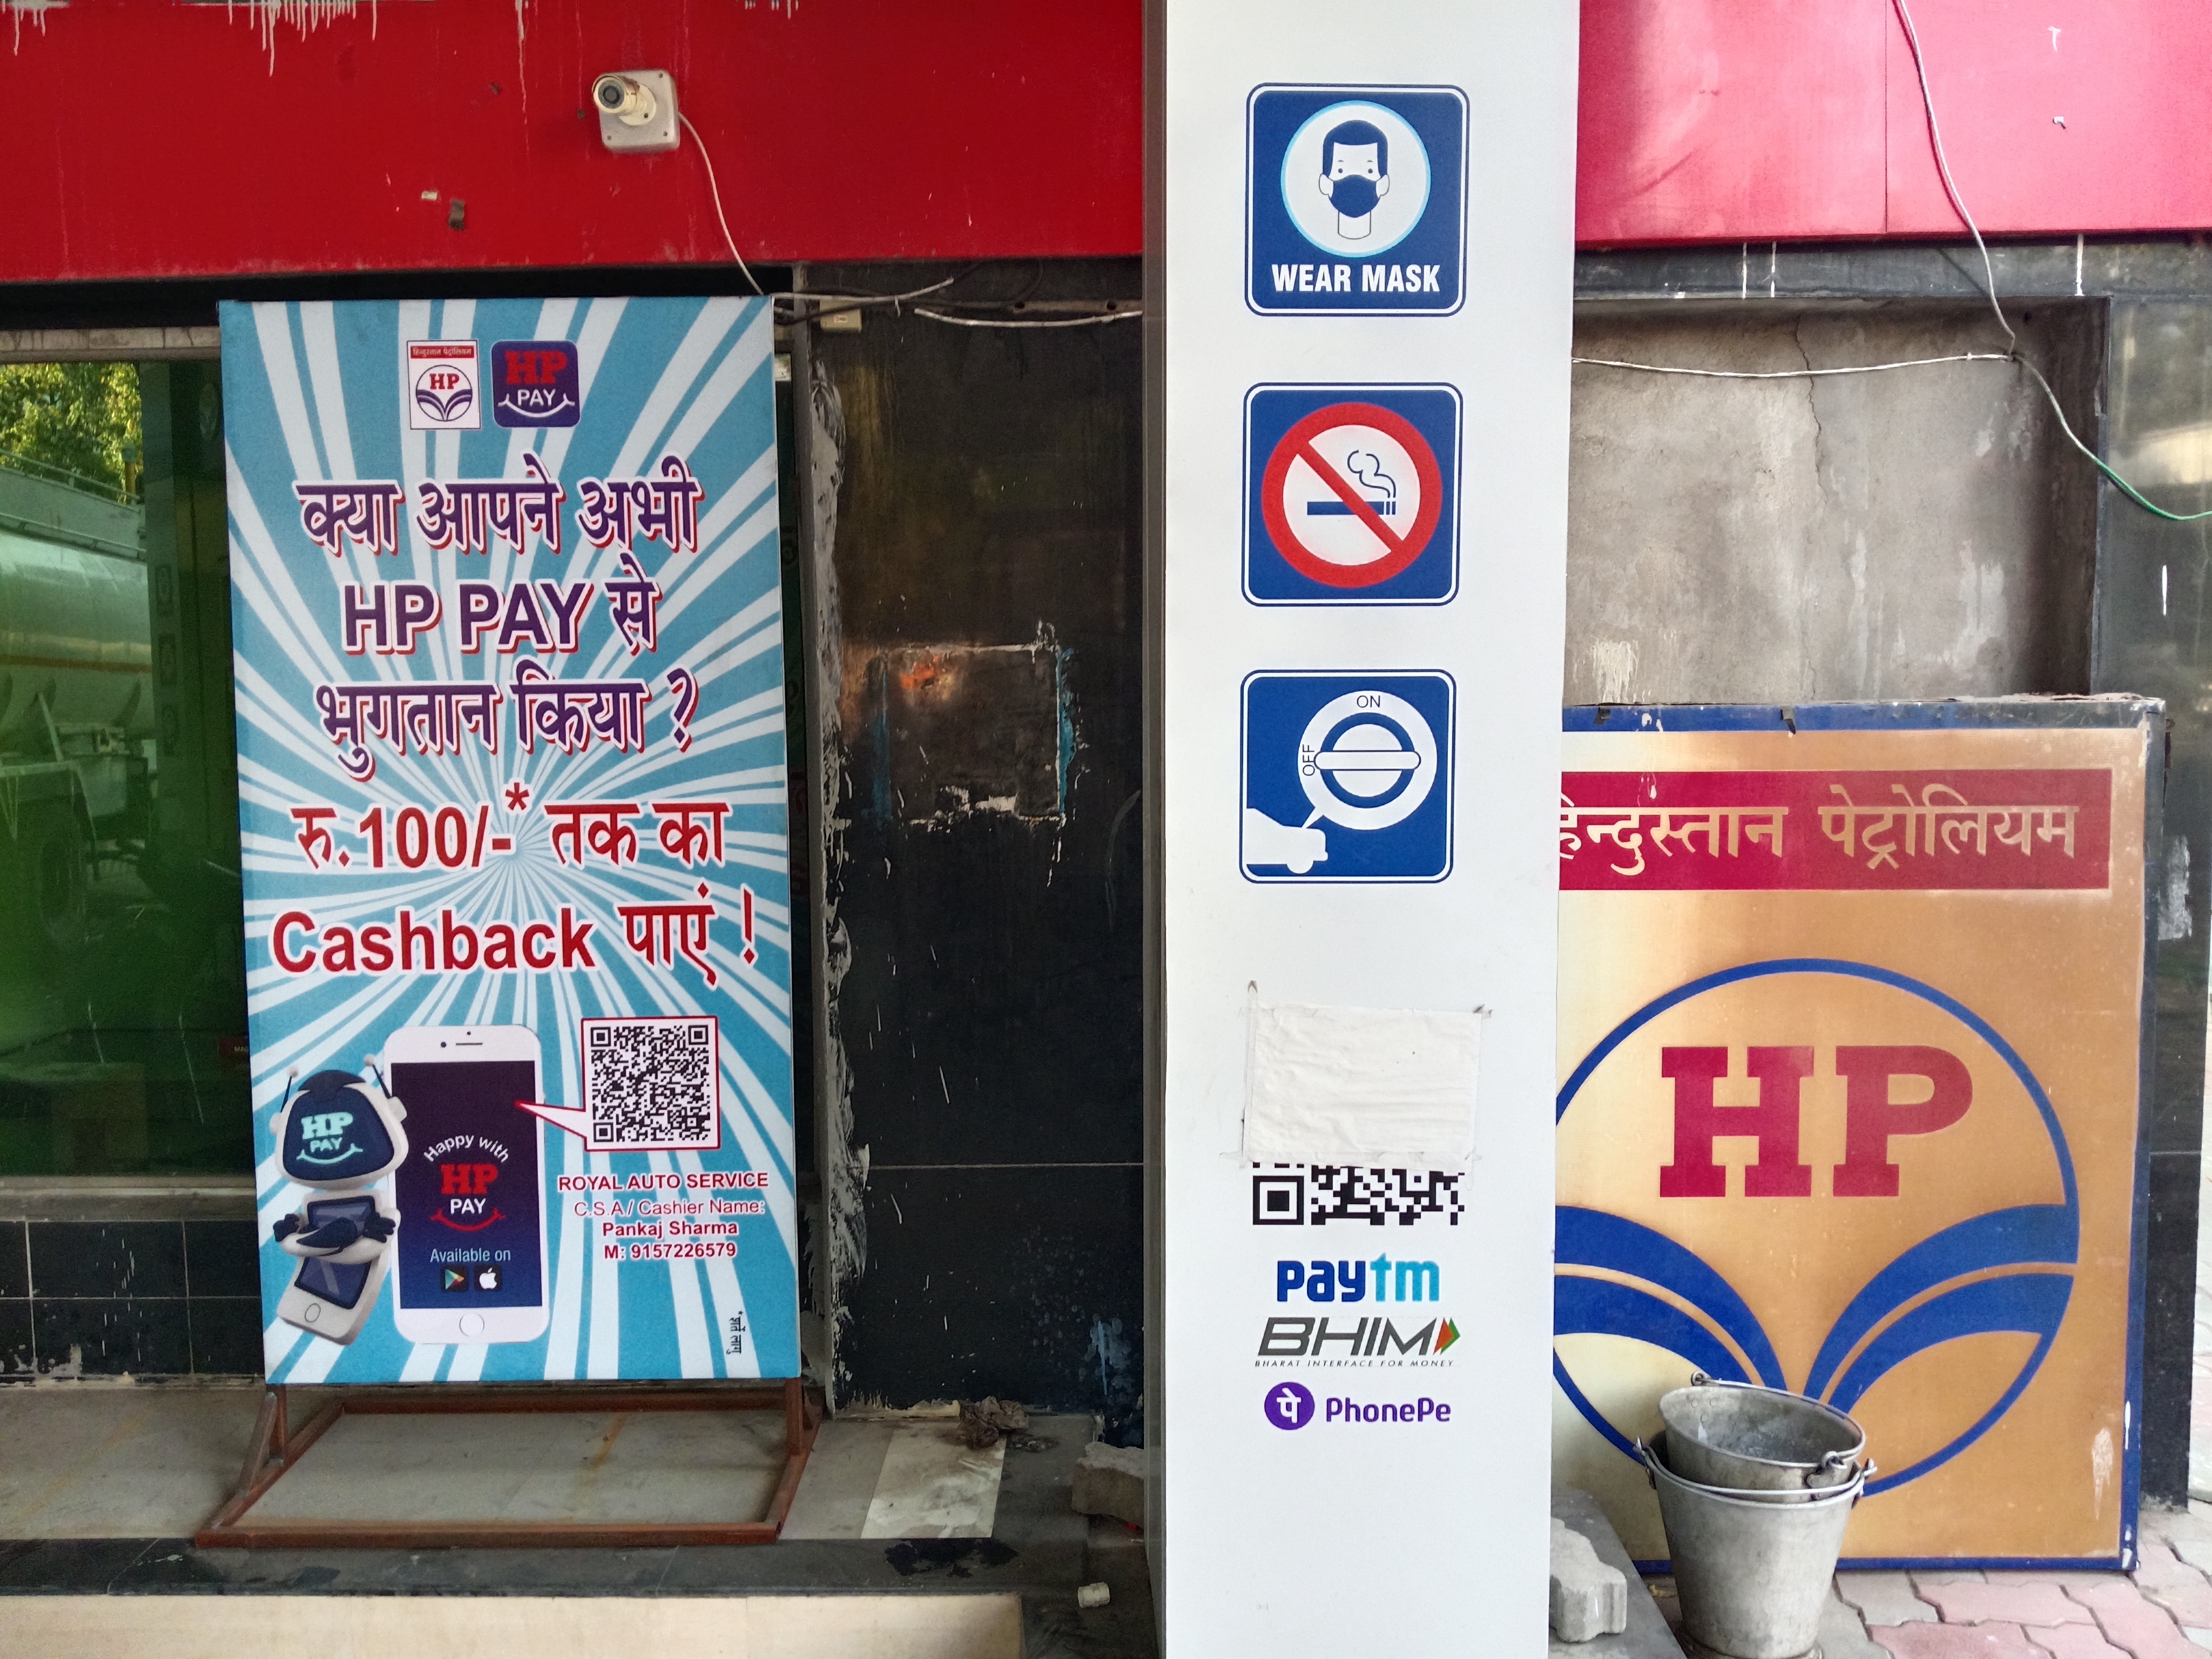 हिन्दुस्तान पेट्रोलियम
HP
HP
PAY
क्या आपने अभी
HP PAY से
भुगतान किया ?
रु.100/-* तक का
Cashback पाएं !
HP
PAY
Happy with
HP
PAY
Available on
ROYAL AUTO SERVICE
C.S.A / Cashier Name:
Pankaj Sharma
M: 9157226579
*शर्तें लागु
WEAR MASK
ON
OFF
paytm
BHIM
BHARAT INTERFACE FOR MONEY
पे PhonePe
हिन्दुस्तान पेट्रोलियम
HP